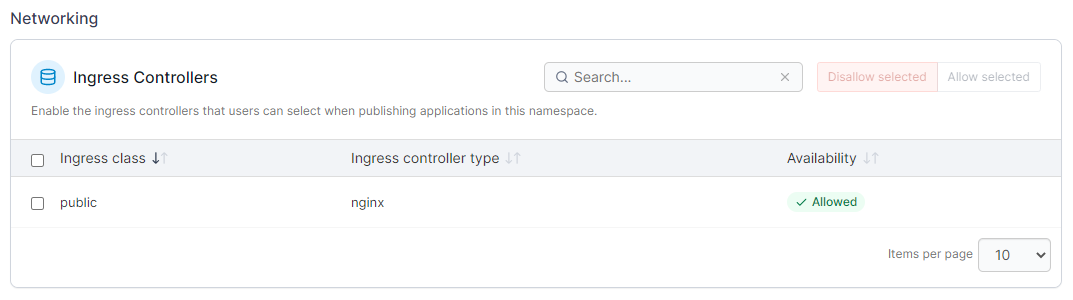 Networking
Ingress Controllers
Search...
Disallow selected
Allow selected
Enable the ingress controllers that users can select when publishing applications in this namespace.
Ingress class
Ingress controller type
Availability
public
nginx
Allowed
Items per page
10